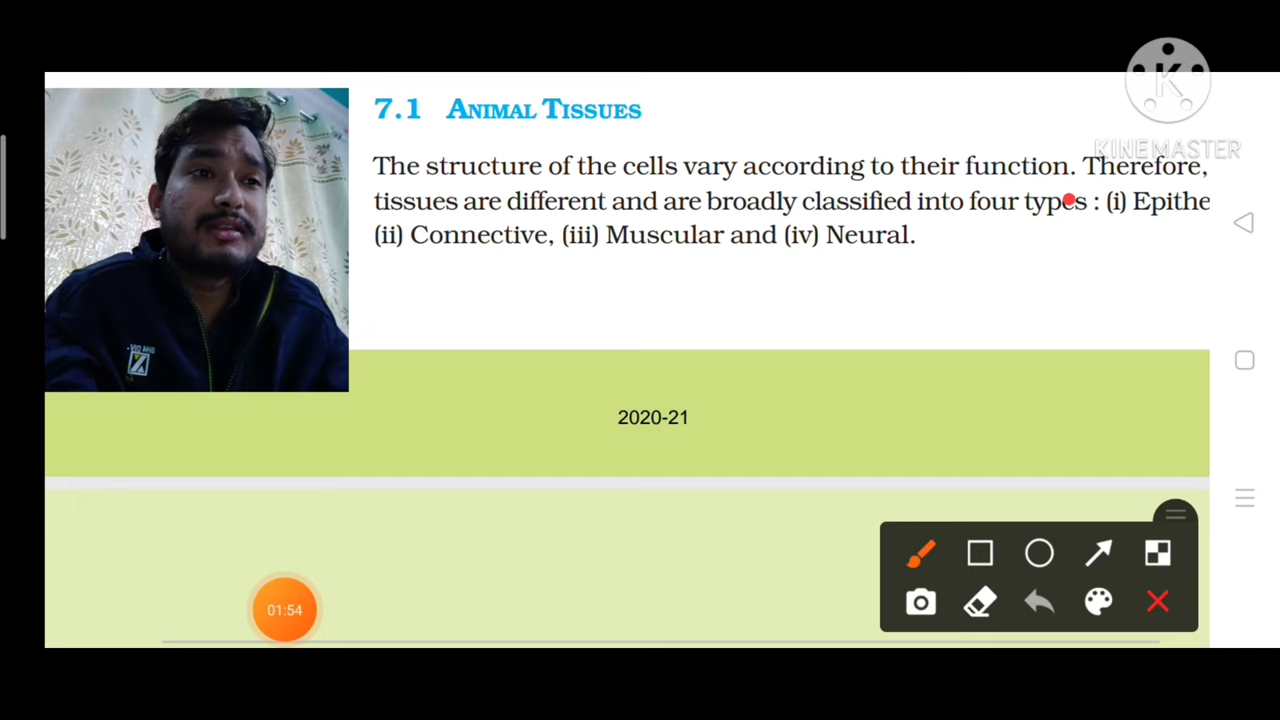 KINEMASTER
7.1 ANIMAL TISSUES
The structure of the cells vary according to their function. Therefore,
tissues are different and are broadly classified into four types : (i) Epithe
(ii) Connective, (iii) Muscular and (iv) Neural.
2020-21
01:54